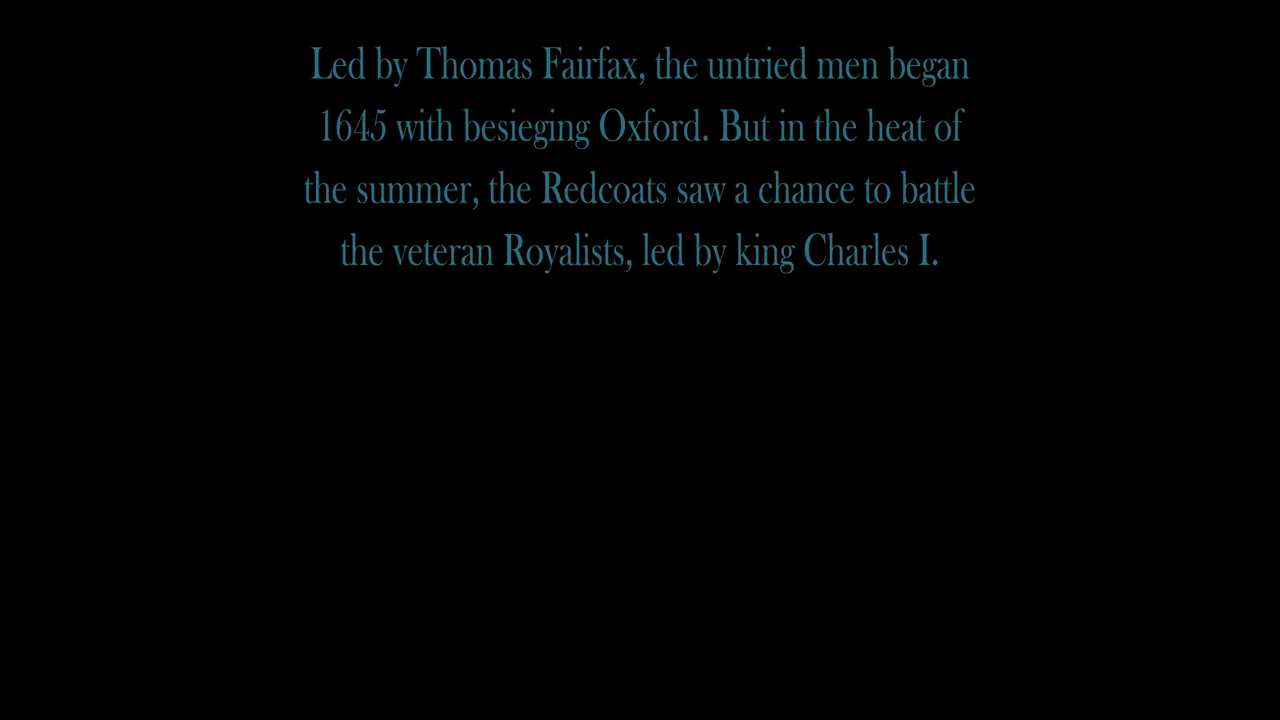 Led by Thomas Fairfax, the untried men began
1645 with besieging Oxford. But in the heat of
the summer, the Redcoats saw a chance to battle
the veteran Royalists, led by king Charles I.